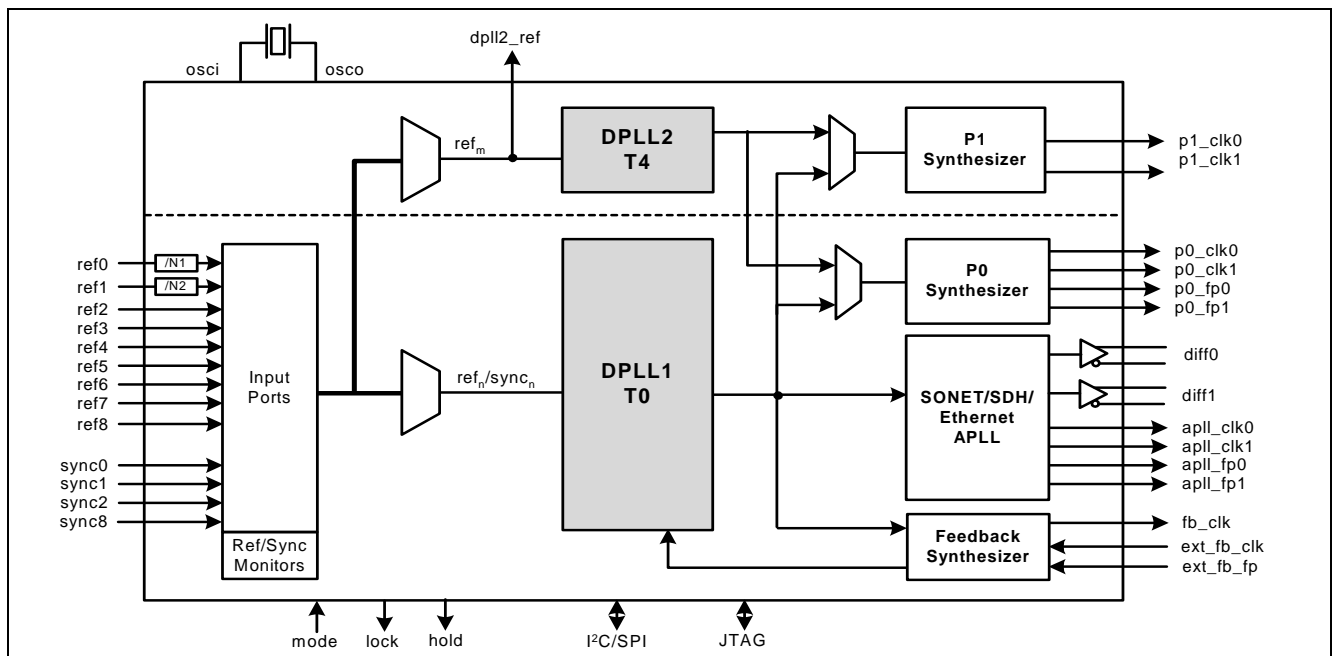 dpll2_ref
osci
osco
ref_m
DPLL2
T4
P1
Synthesizer
p1_clk0
p1_clk1
ref0
/N1
ref1
/N2
ref2
ref3
ref4
ref5
ref6
ref7
ref8
sync0
sync1
sync2
sync8
Input
Ports
Ref/Sync
Monitors
ref_n/sync_n
DPLL1
T0
P0
Synthesizer
p0_clk0
p0_clk1
p0_fp0
p0_fp1
SONET/SDH/
Ethernet
APLL
diff0
diff1
apll_clk0
apll_clk1
apll_fp0
apll_fp1
Feedback
Synthesizer
fb_clk
ext_fb_clk
ext_fb_fp
mode
lock
hold
I²C/SPI
JTAG